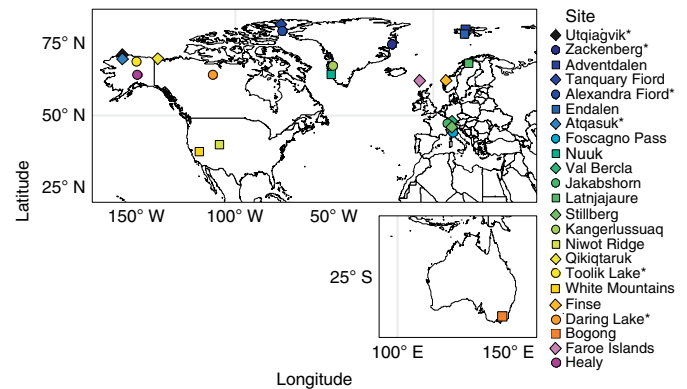 Site
Utqiaġvik*
Zackenberg*
Adventdalen
Tanquary Fiord
Alexandra Fiord*
Endalen
Atqasuk*
Foscagno Pass
Nuuk
Val Bercla
Jakabshorn
Latnjajaure
Stillberg
Kangerlussuaq
Niwot Ridge
Qikiqtaruk
Toolik Lake*
White Mountains
Finse
Daring Lake*
Bogong
Faroe Islands
Healy
75° N
50° N
25° N
Latitude
150° W 100° W 50° W
25° S
100° E 150° E
Longitude